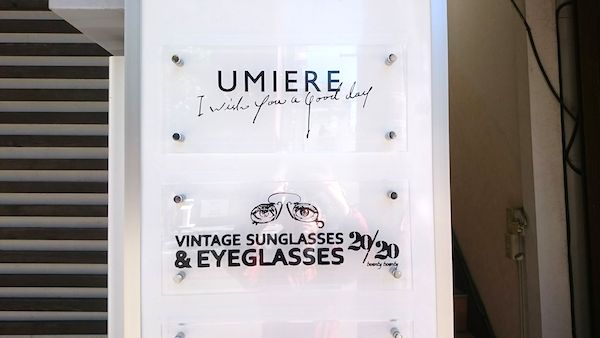 UMIERE
I wish you a good day
VINTAGE SUNGLASSES
& EYEGLASSES
20/20
twenty twenty